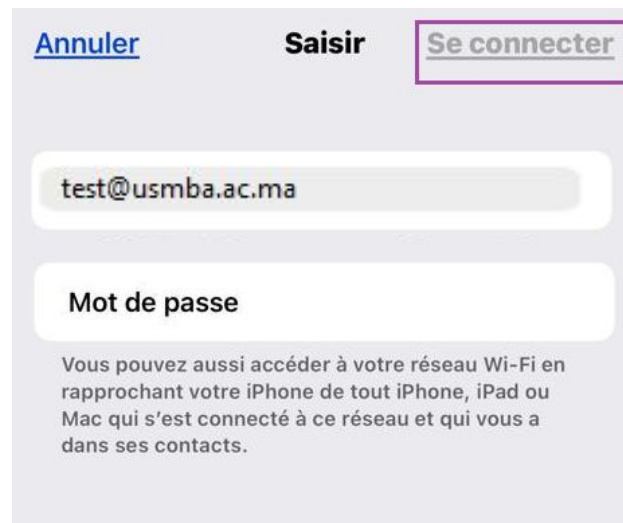 Annuler Saisir Se connecter
test@usmba.ac.ma
Mot de passe
Vous pouvez aussi accéder à votre réseau Wi-Fi en
rapprochant votre iPhone de tout iPhone, iPad ou
Mac qui s'est connecté à ce réseau et qui vous a
dans ses contacts.